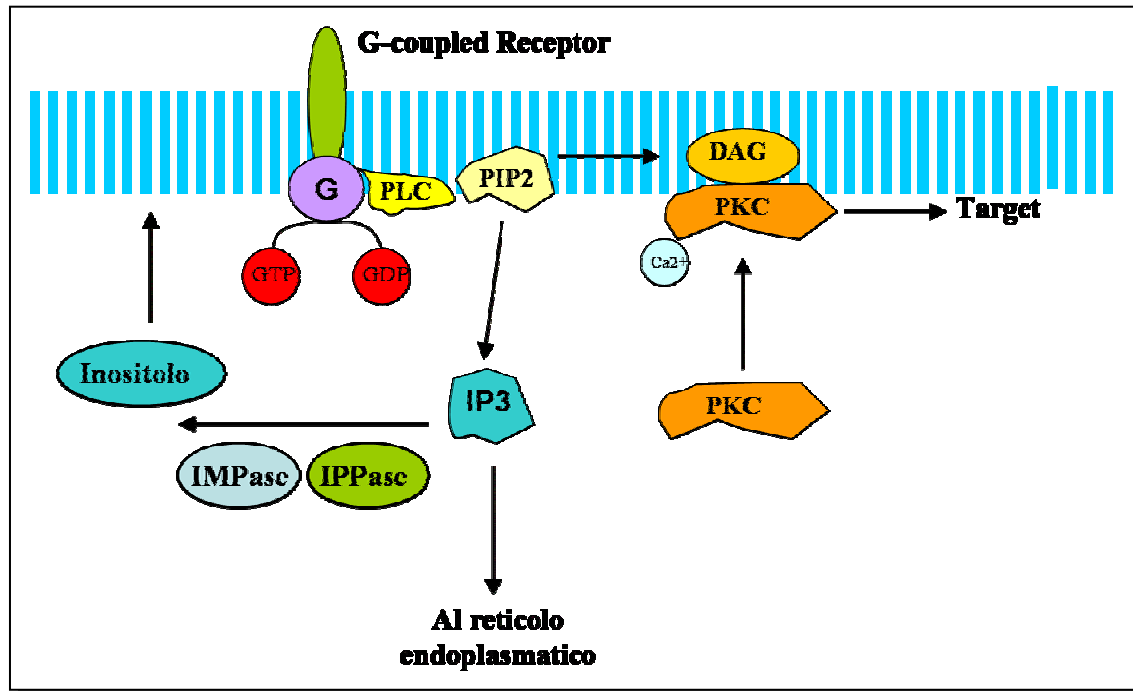 G-coupled Receptor
DAG
G
PLC
PIP2
PKC
Target
Ca2+
GTP
GDP
Inositolo
IP3
PKC
IMPasc
IPPasc
Al reticolo
endoplasmatico